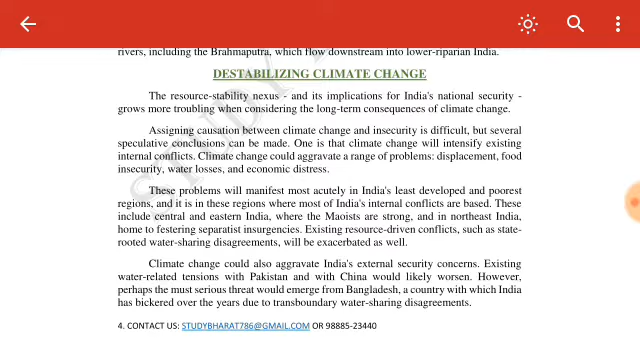 rivers, including the Brahmaputra, which flow downstream into lower-riparian India.
DESTABILIZING CLIMATE CHANGE
The resource-stability nexus - and its implications for India's national security -
grows more troubling when considering the long-term consequences of climate change.
Assigning causation between climate change and insecurity is difficult, but several
speculative conclusions can be made. One is that climate change will intensify existing
internal conflicts. Climate change could aggravate a range of problems: displacement, food
insecurity, water losses, and economic distress.
These problems will manifest most acutely in India's least developed and poorest
regions, and it is in these regions where most of India's internal conflicts are based. These
include central and eastern India, where the Maoists are strong, and in northeast India,
home to festering separatist insurgencies. Existing resource-driven conflicts, such as state-
rooted water-sharing disagreements, will be exacerbated as well.
Climate change could also aggravate India's external security concerns. Existing
water-related tensions with Pakistan and with China would likely worsen. However,
perhaps the must serious threat would emerge from Bangladesh, a country with which India
has bickered over the years due to transboundary water-sharing disagreements.
4. CONTACT US: STUDYBHARAT786@GMAIL.COM OR 98885-23440